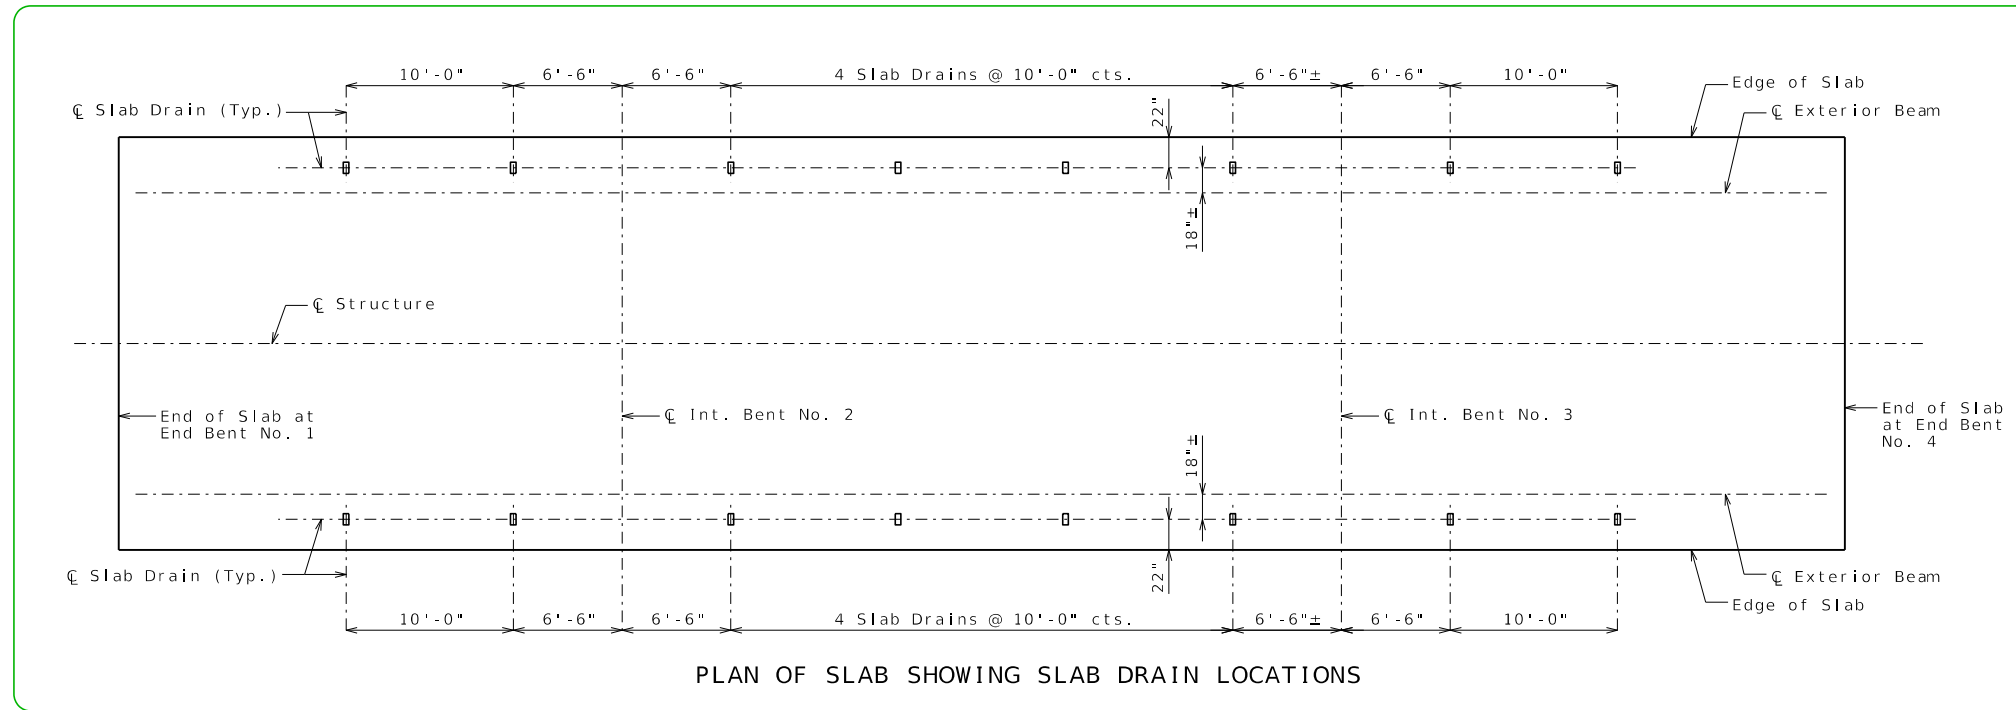 10'-0" 6'-6" 6'-6" 4 Slab Drains @ 10'-0" cts. 6'-6"± 6'-6" 10'-0"
℄ Slab Drain (Typ.)
22"
Edge of Slab
℄ Exterior Beam
18"±
℄ Structure
End of Slab at
End Bent No. 1
℄ Int. Bent No. 2
℄ Int. Bent No. 3
End of Slab
at End Bent
No. 4
18"±
22"
℄ Slab Drain (Typ.)
℄ Exterior Beam
Edge of Slab
10'-0" 6'-6" 6'-6" 4 Slab Drains @ 10'-0" cts. 6'-6"± 6'-6" 10'-0"
PLAN OF SLAB SHOWING SLAB DRAIN LOCATIONS